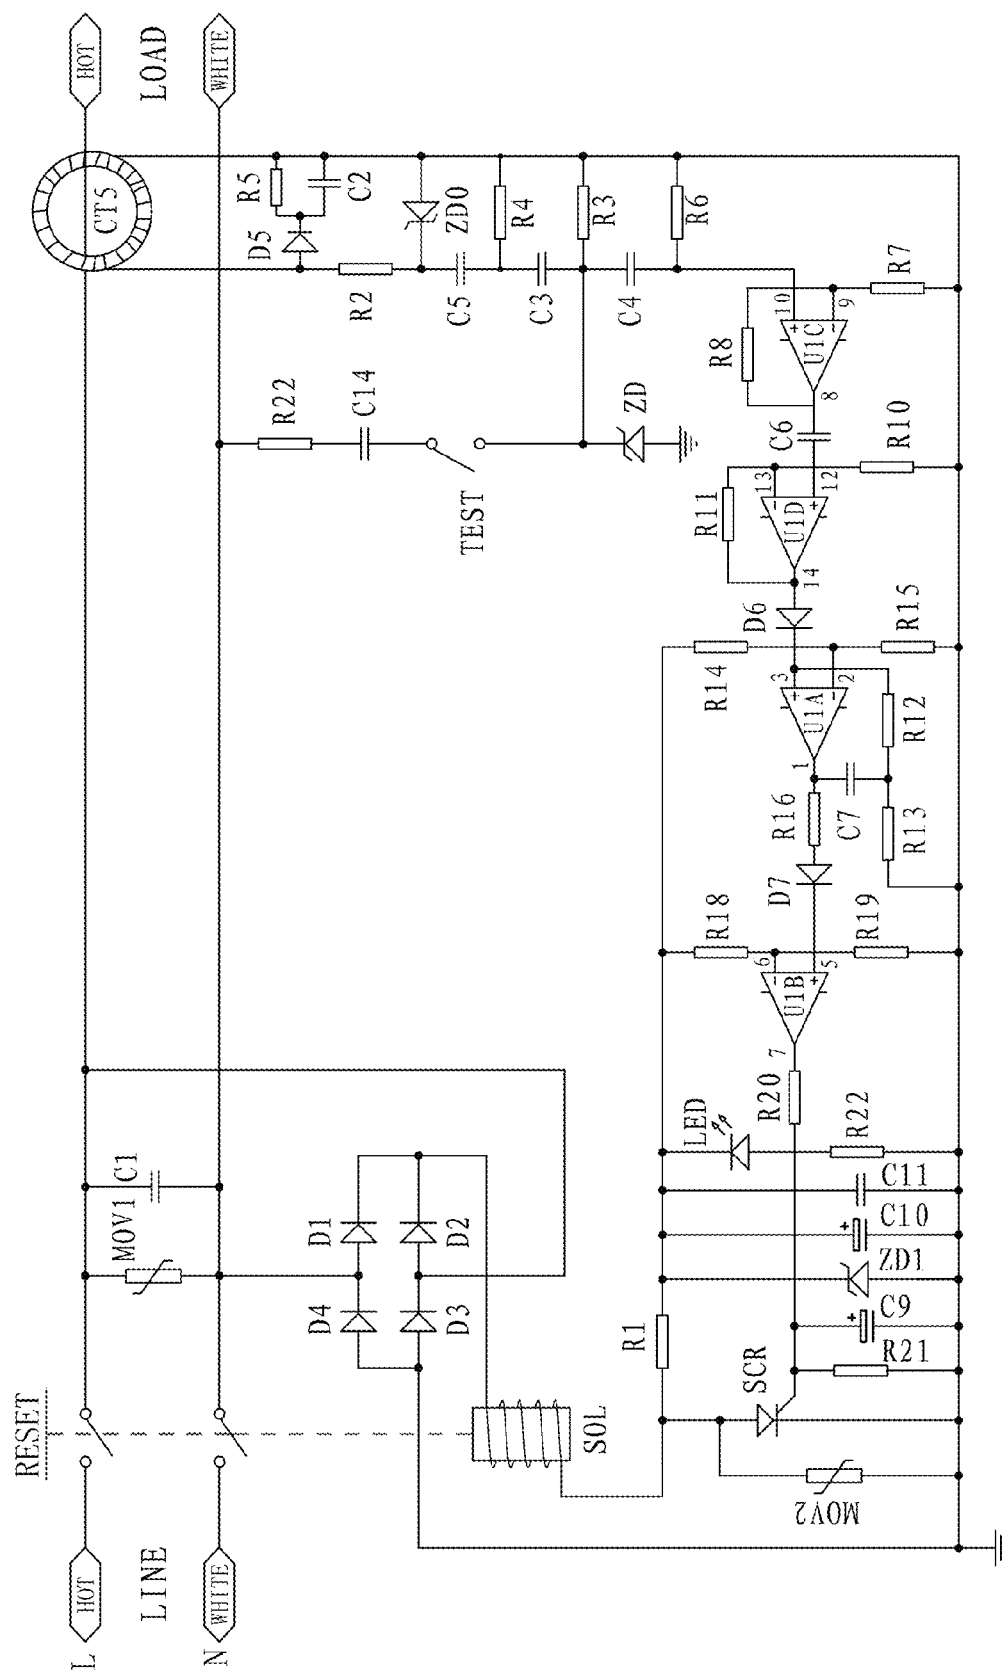 L
HOT
LINE
N
WHITE
RESET
MOV1
C1
HOT
LOAD
WHITE
CT5
D4
D1
D3
D2
SOL
R22
C14
TEST
ZD
R5
D5
C2
R2
ZD0
C5
R4
C3
R3
C4
R6
MOV2
SCR
R1
R21
C9
ZD1
C10
C11
LED
R22
R20
7
U1B
6
5
R18
R19
D7
R16
C7
R13
R12
1
U1A
3
2
R14
R15
D6
14
U1D
13
12
R11
R10
C6
8
U1C
10
9
R8
R7